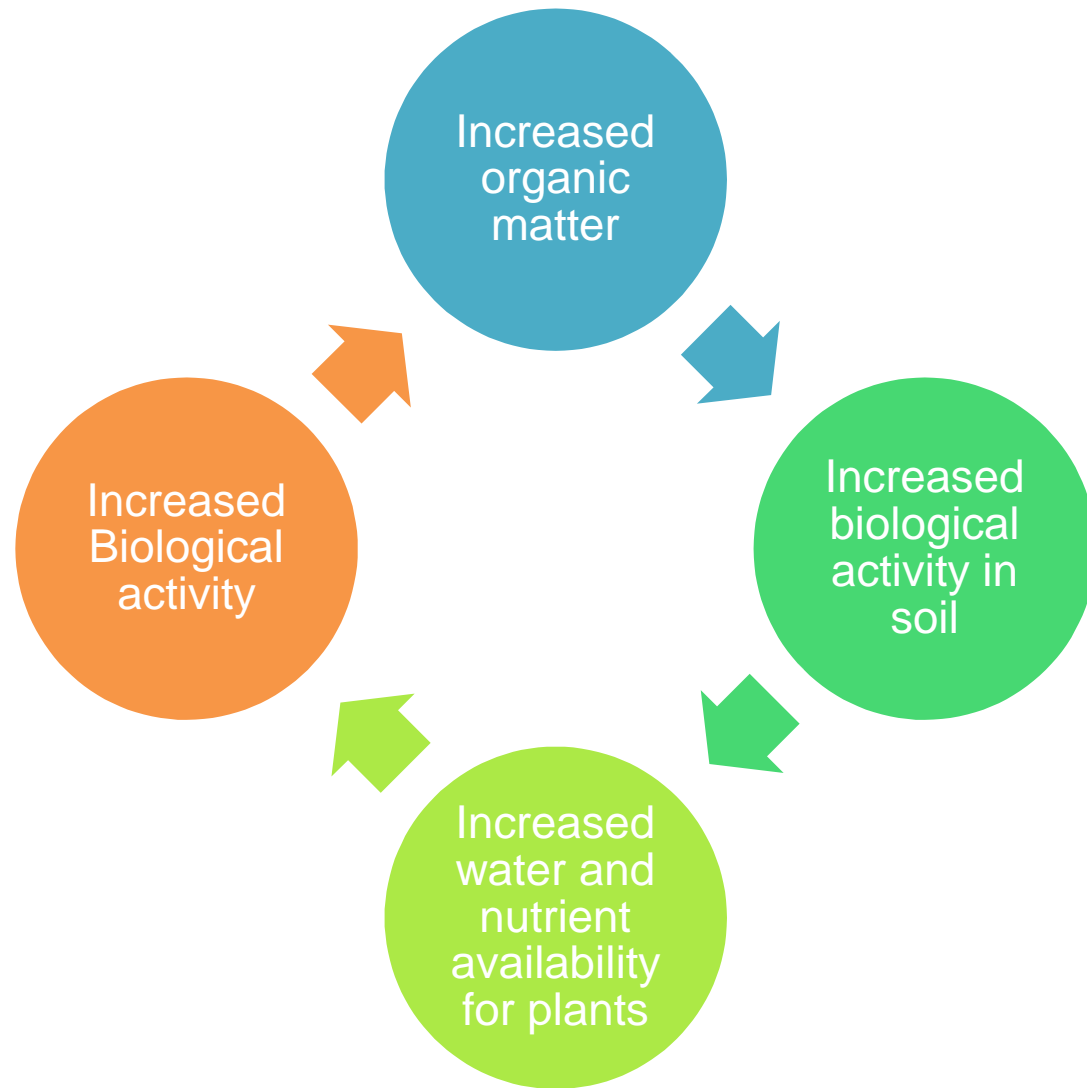 Increased
organic
matter
Increased
biological
activity in
soil
Increased
water and
nutrient
availability
for plants
Increased
Biological
activity